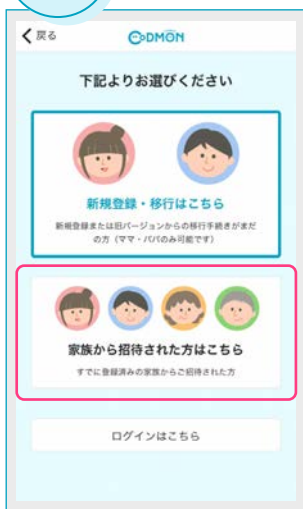 戻る
CoDMON
下記よりお選びください
新規登録・移行はこちら
新規登録または旧バージョンからの移行手続きがまだ
の方（ママ・パパのみ可能です）
家族から招待された方はこちら
すでに登録済みの家族からご招待された方
ログインはこちら